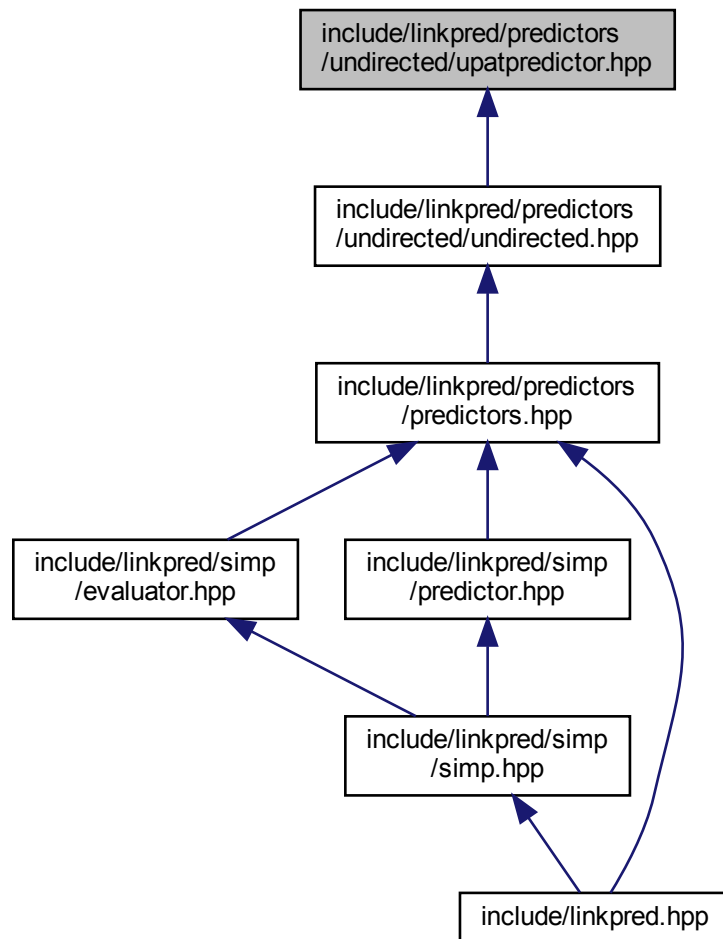 include/linkpred/predictors
/undirected/upatpredictor.hpp
include/linkpred/predictors
/undirected/undirected.hpp
include/linkpred/predictors
/predictors.hpp
include/linkpred/simp
/evaluator.hpp
include/linkpred/simp
/predictor.hpp
include/linkpred/simp
/simp.hpp
include/linkpred.hpp